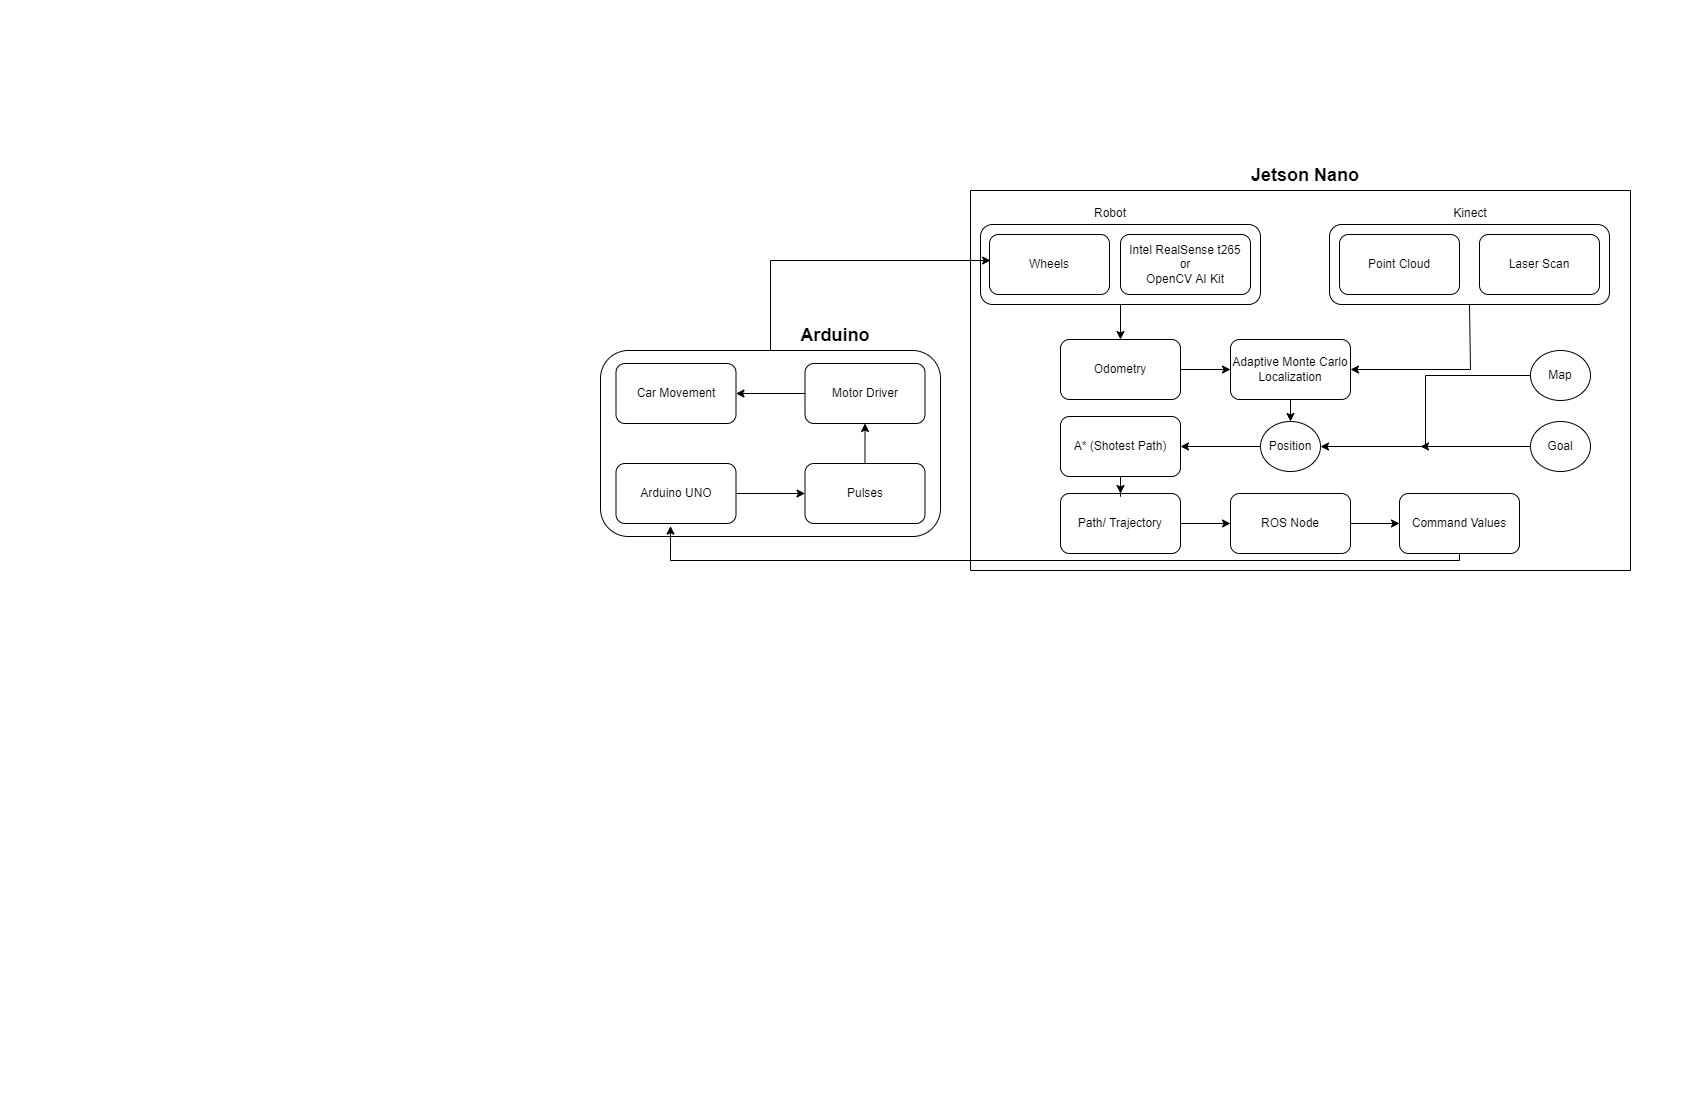 Jetson Nano
Robot
Kinect
Wheels
Intel RealSense t265
or
OpenCV AI Kit
Point Cloud
Laser Scan
Arduino
Odometry
Adaptive Monte Carlo
Localization
Map
Car Movement
Motor Driver
A* (Shotest Path)
Position
Goal
Arduino UNO
Pulses
Path/ Trajectory
ROS Node
Command Values